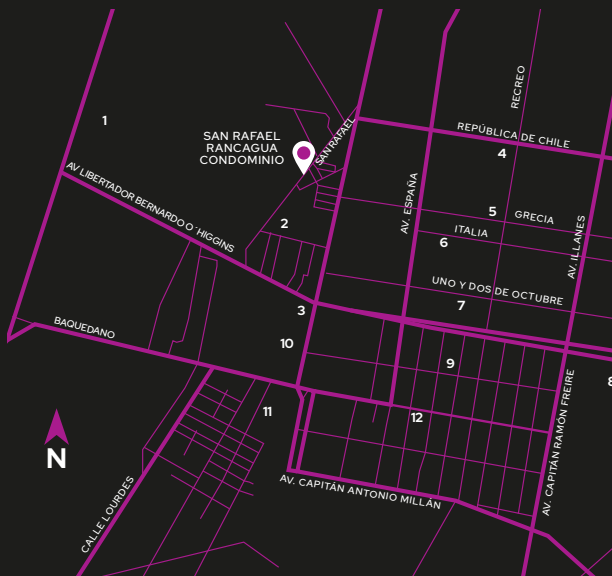 RECREO
1
SAN RAFAEL
RANCAGUA
CONDOMINIO
SAN RAFAEL
REPÚBLICA DE CHILE
4
AV LIBERTADOR BERNARDO O´HIGGINS
AV. ESPAÑA
5
GRECIA
2
ITALIA
6
AV. ILLANES
UNO Y DOS DE OCTUBRE
7
3
BAQUEDANO
10
9
8
11
12
AV. CAPITÁN RAMÓN FREIRE
N
AV. CAPITÁN ANTONIO MILLÁN
CALLE LOURDES